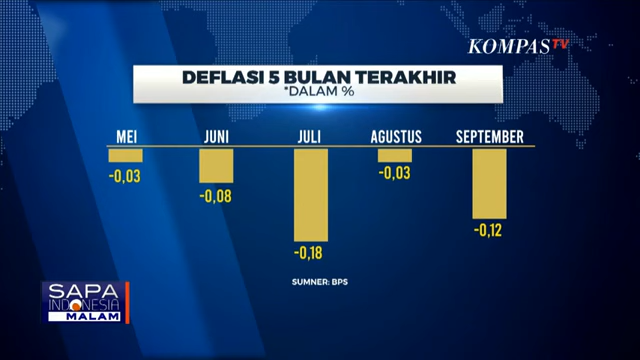 KOMPASTV
DEFLASI 5 BULAN TERAKHIR
*DALAM %
MEI JUNI JULI AGUSTUS SEPTEMBER
-0,03 -0,08 -0,18 -0,03 -0,12
SUMNER: BPS
SAPA
INDONESIA
MALAM